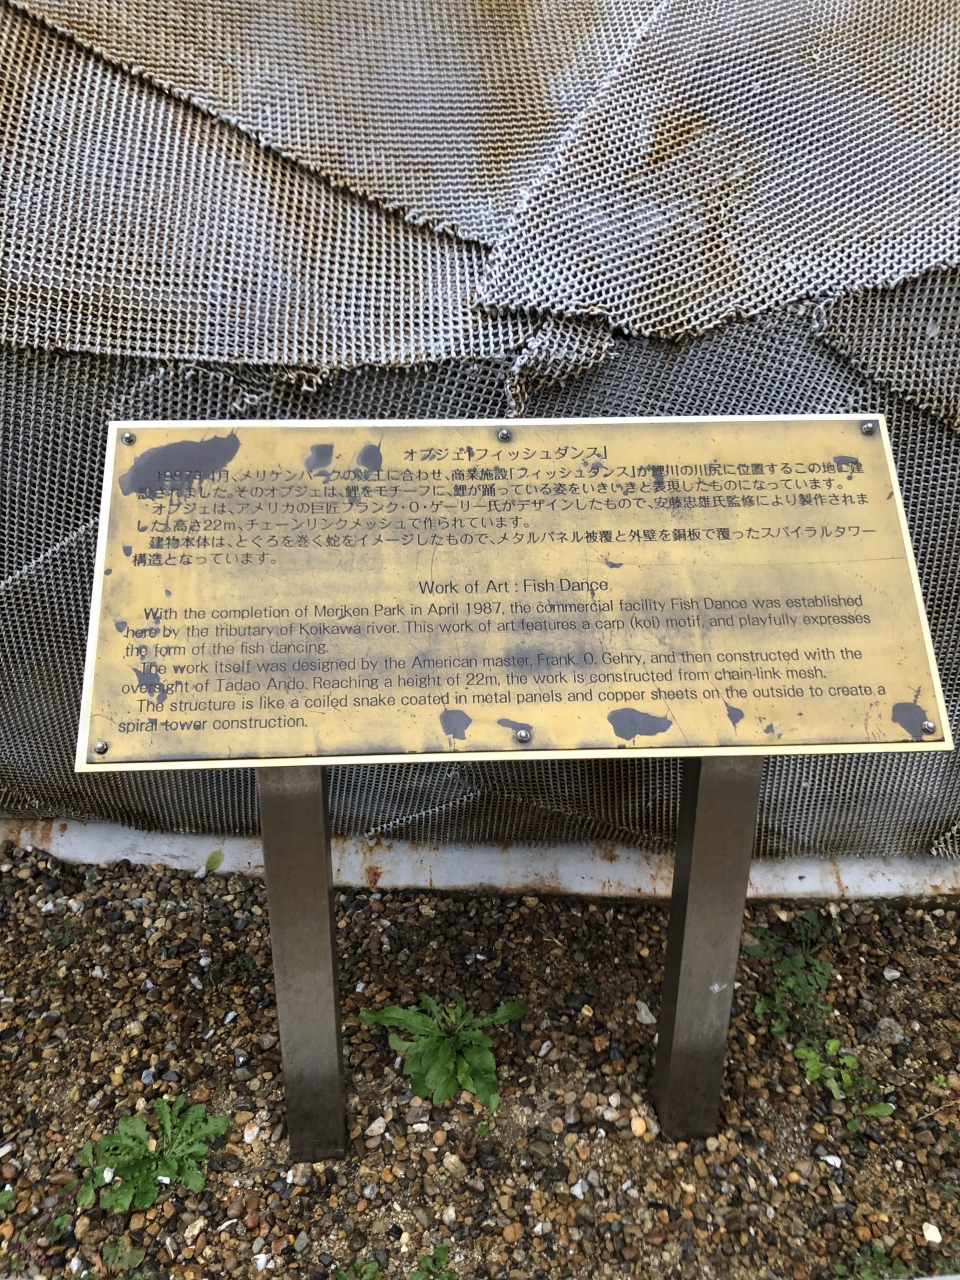 オブジェ「フィッシュダンス」
1987年4月、メリケンパークの竣工に合わせ、商業施設「フィッシュダンス」が鯉川の川尻に位置するこの地に建
設されました。そのオブジェは、鯉をモチーフに、鯉が踊っている姿をいきいきと表現したものになっています。
オブジェは、アメリカの巨匠フランク・O・ゲーリー氏がデザインしたもので、安藤忠雄氏監修により製作されま
した。高さ22m、チェーンリンクメッシュで作られています。
建物本体は、とぐろを巻く蛇をイメージしたもので、メタルパネル被覆と外壁を銅板で覆ったスパイラルタワー
構造となっています。
Work of Art : Fish Dance
With the completion of Meriken Park in April 1987, the commercial facility Fish Dance was established
here by the tributary of Koikawa river. This work of art features a carp (koi) motif, and playfully expresses
the form of the fish dancing.
The work itself was designed by the American master, Frank. O. Gehry, and then constructed with the
oversight of Tadao Ando. Reaching a height of 22m, the work is constructed from chain-link mesh.
The structure is like a coiled snake coated in metal panels and copper sheets on the outside to create a
spiral tower construction.